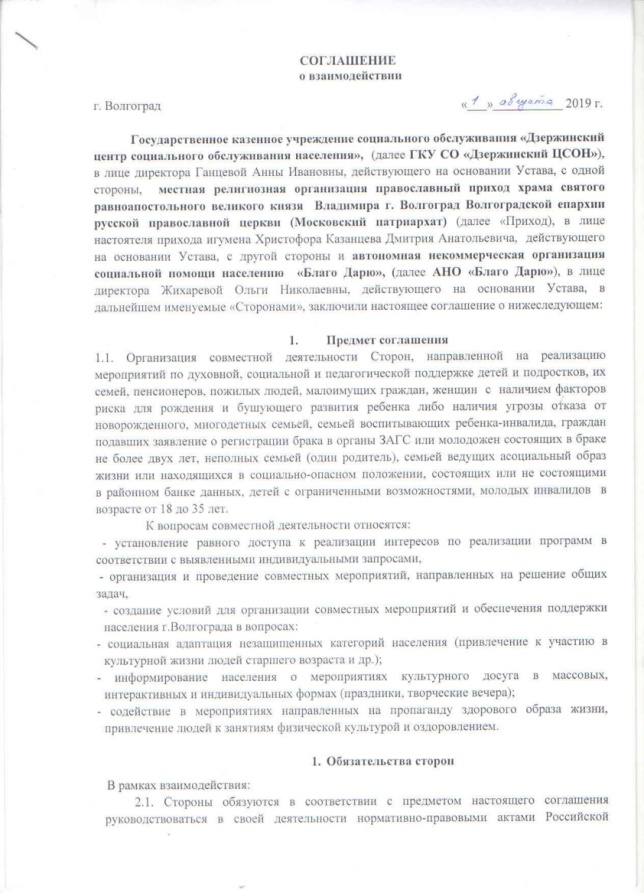 СОГЛАШЕНИЕ
о взаимодействии
г. Волгоград «1» августа 2019 г.
Государственное казенное учреждение социального обслуживания «Дзержинский
центр социального обслуживания населения», (далее ГКУ СО «Дзержинский ЦСОН»),
в лице директора Ганцевой Анны Ивановны, действующего на основании Устава, с одной
стороны, местная религиозная организация православный приход храма святого
равноапостольного великого князя Владимира г. Волгоград Волгоградской епархии
русской православной церкви (Московский патриархат) (далее «Приход), в лице
настоятеля прихода игумена Христофора Казанцева Дмитрия Анатольевича, действующего
на основании Устава, с другой стороны и автономная некоммерческая организация
социальной помощи населению «Благо Дарю», (далее АНО «Благо Дарю»), в лице
директора Жихаревой Ольги Николаевны, действующего на основании Устава, в
дальнейшем именуемые «Сторонами», заключили настоящее соглашение о нижеследующем:
1. Предмет соглашения
1.1. Организация совместной деятельности Сторон, направленной на реализацию
мероприятий по духовной, социальной и педагогической поддержке детей и подростков, их
семей, пенсионеров, пожилых людей, малоимущих граждан, женщин с наличием факторов
риска для рождения и бушующего развития ребенка либо наличия угрозы отказа от
новорожденного, многодетных семьей, семьей воспитывающих ребенка-инвалида, граждан
подавших заявление о регистрации брака в органы ЗАГС или молодожен состоящих в браке
не более двух лет, неполных семьей (один родитель), семьей ведущих асоциальный образ
жизни или находящихся в социально-опасном положении, состоящих или не состоящими
в районном банке данных, детей с ограниченными возможностями, молодых инвалидов в
возрасте от 18 до 35 лет.
К вопросам совместной деятельности относятся:
- установление равного доступа к реализации интересов по реализации программ в
соответствии с выявленными индивидуальными запросами,
- организация и проведение совместных мероприятий, направленных на решение общих
задач,
- создание условий для организации совместных мероприятий и обеспечения поддержки
населения г.Волгограда в вопросах:
- социальная адаптация незащищенных категорий населения (привлечение к участию в
культурной жизни людей старшего возраста и др.);
- информирование населения о мероприятиях культурного досуга в массовых,
интерактивных и индивидуальных формах (праздники, творческие вечера);
- содействие в мероприятиях направленных на пропаганду здорового образа жизни,
привлечение людей к занятиям физической культурой и оздоровлением.
1. Обязательства сторон
В рамках взаимодействия:
2.1. Стороны обязуются в соответствии с предметом настоящего соглашения
руководствоваться в своей деятельности нормативно-правовыми актами Российской